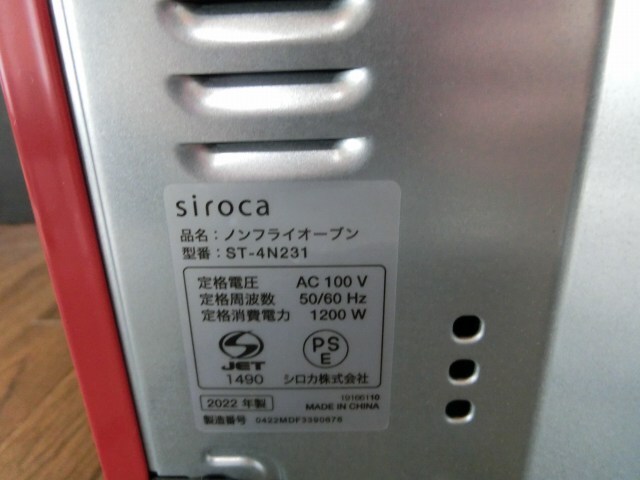 siroca
品名：ノンフライオーブン
型番：ST-4N231
定格電圧 AC 100 V
定格周波数 50/60 Hz
定格消費電力 1200 W
JET
PS
E
1490 シロカ株式会社
2022 年製
MADE IN CHINA
製造番号